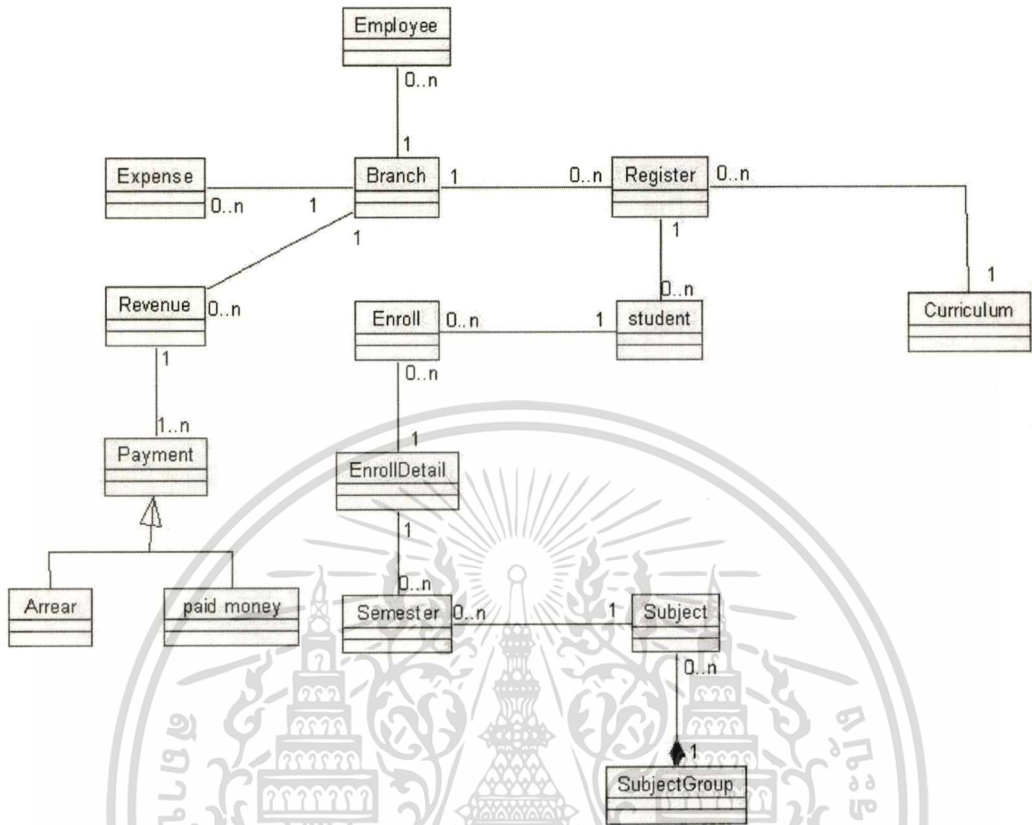 Employee
0..n
1
Expense
0..n
1
Branch
1
0..n
Register
0..n
1
1
0..n
Revenue
0..n
Enroll
0..n
1
student
1
Curriculum
1
1..n
0..n
1
Payment
EnrollDetail
1
0..n
Arrear
paid money
Semester
0..n
1
Subject
0..n
1
SubjectGroup